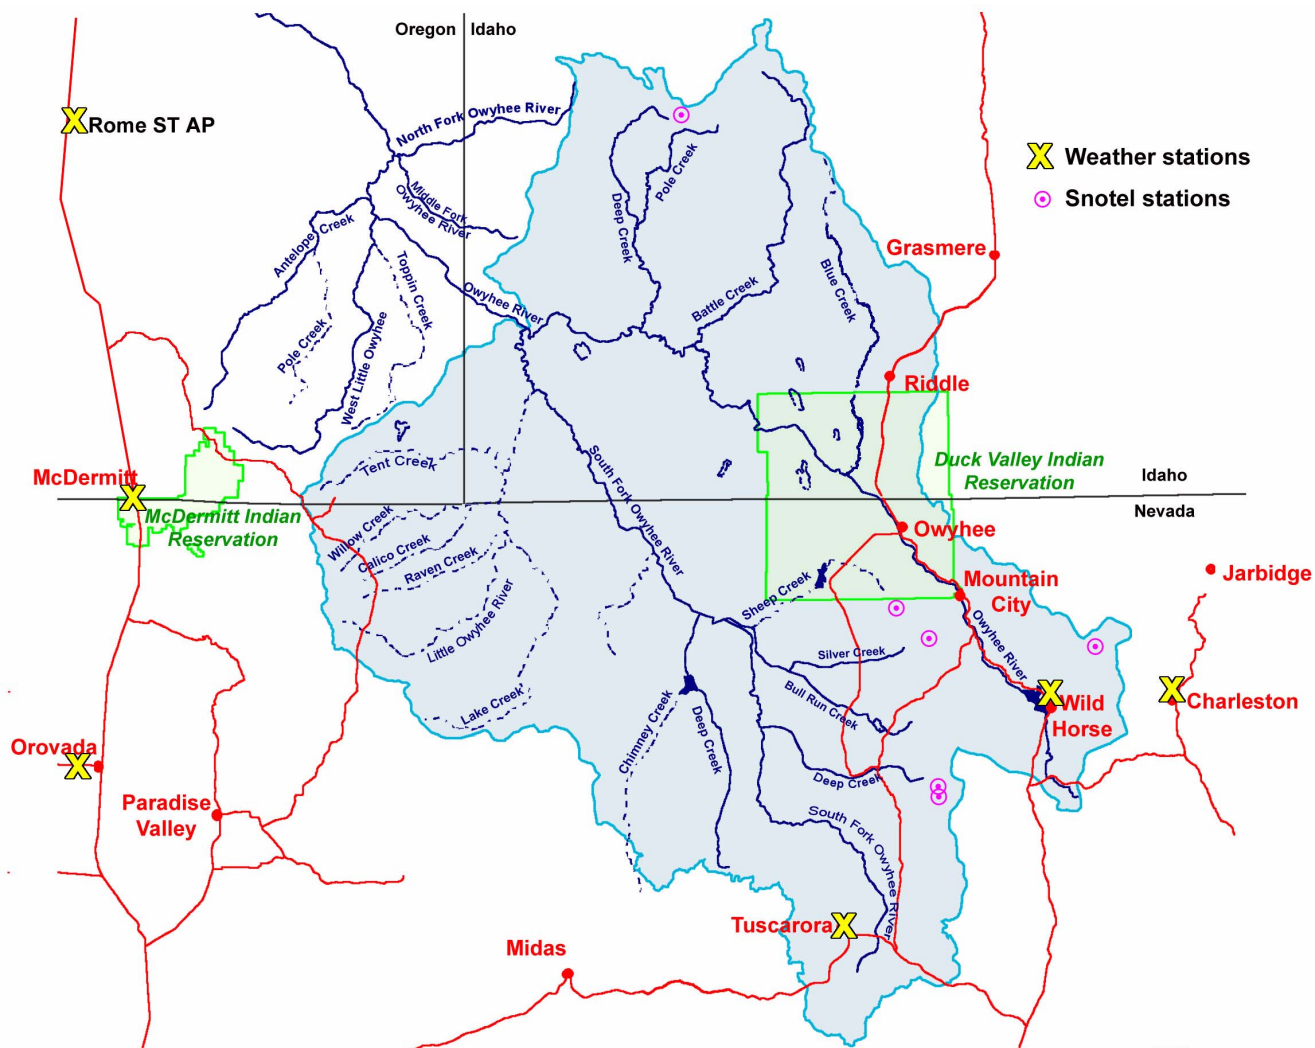 Oregon
Idaho
North Fork Owyhee River
Rome ST AP
Weather stations
Snotel stations
Pole Creek
Deep Creek
Middle Fork
Owyhee River
Antelope Creek
Toppin Creek
Grasmere
Blue Creek
Battle Creek
Owyhee River
Pole Creek
West Little Owyhee
Riddle
Tent Creek
South Fork Owyhee River
Duck Valley Indian
Reservation
McDermitt
Idaho
Nevada
McDermitt Indian
Reservation
Willow Creek
Calico Creek
Raven Creek
Owyhee
Mountain
City
Jarbidge
Sheep Creek
Little Owyhee River
Owyhee River
Silver Creek
Bull Run Creek
Lake Creek
Chimney Creek
Deep Creek
Wild
Horse
Charleston
Orovada
Deep Creek
Paradise
Valley
South Fork Owyhee River
Tuscarora
Midas